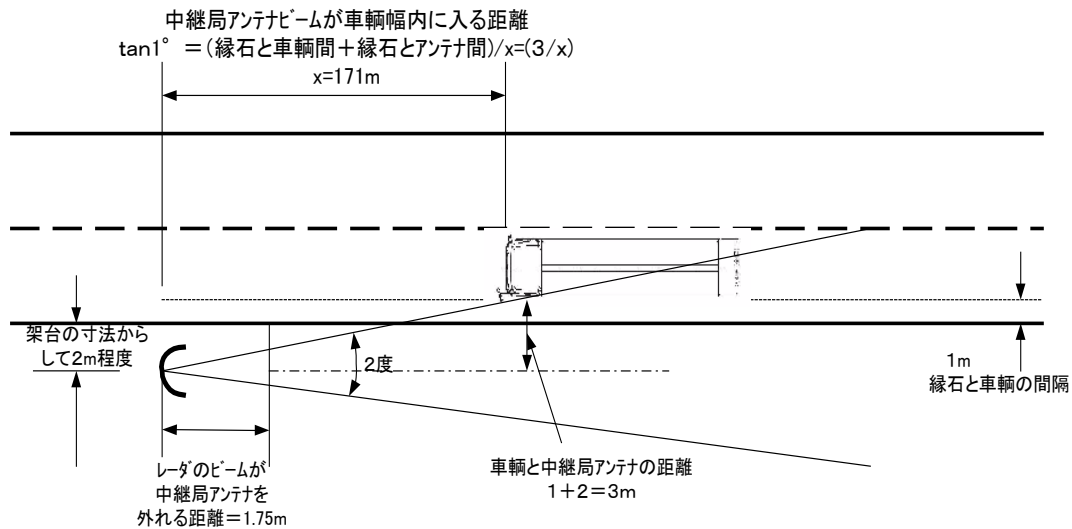 中継局アンテナビームが車輌幅内に入る距離
tan1°＝(縁石と車輌間＋縁石とアンテナ間)/x=(3/x)
x=171m
架台の寸法から
して2m程度
2度
1m
縁石と車輌の間隔
レーダのビームが
中継局アンテナを
外れる距離＝1.75m
車輌と中継局アンテナの距離
1＋2＝3m